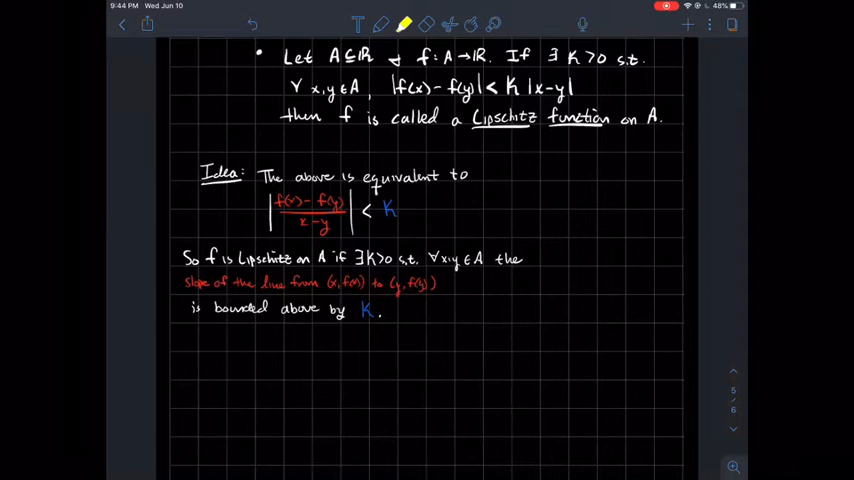 9:44 PM Wed Jun 10
48%
• Let A ⊆ ℝ & f: A → ℝ. If ∃ K > 0 s.t.
∀ x,y ∈ A, |f(x) - f(y)| < K |x-y|
then f is called a Lipschitz function on A.
Idea: The above is equivalent to
|f(x) - f(y) / x-y| < K
So f is Lipschitz on A if ∃ K>0 s.t. ∀ x,y ∈ A the
slope of the line from (x, f(x)) to (y, f(y))
is bounded above by K.
5
/
6